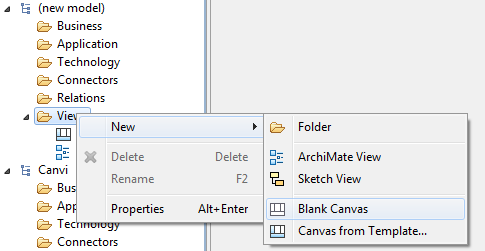 (new model)
Business
Application
Technology
Connectors
Relations
View
New
Folder
Delete Delete
ArchiMate View
Rename F2
Sketch View
Canvi
Properties Alt+Enter
Blank Canvas
Bus
App
Canvas from Template...
Technology
Connectors